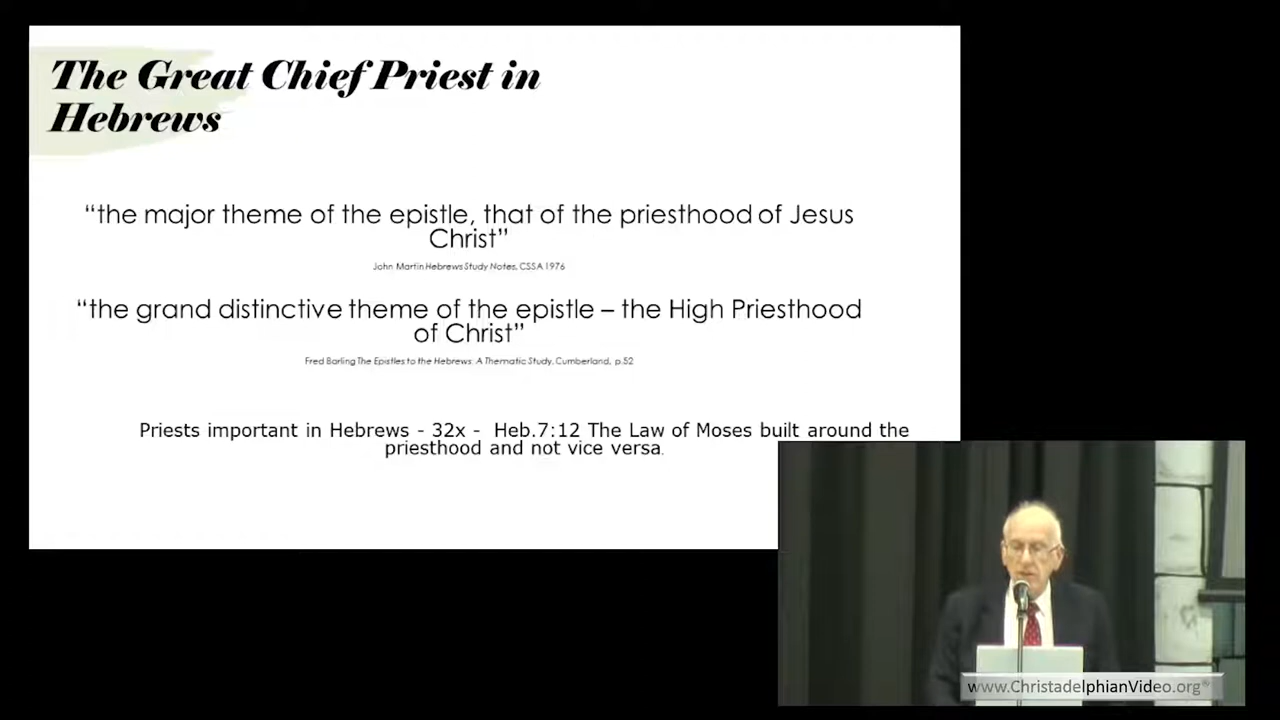 The Great Chief Priest in
Hebrews
“the major theme of the epistle, that of the priesthood of Jesus
Christ”
John Martin Hebrews Study Notes, CSSA 1976
“the grand distinctive theme of the epistle – the High Priesthood
of Christ”
Fred Barling The Epistles to the Hebrews: A Thematic Study, Cumberland, p.52
Priests important in Hebrews - 32x - Heb.7:12 The Law of Moses built around the
priesthood and not vice versa.
www.ChristadelphianVideo.org®